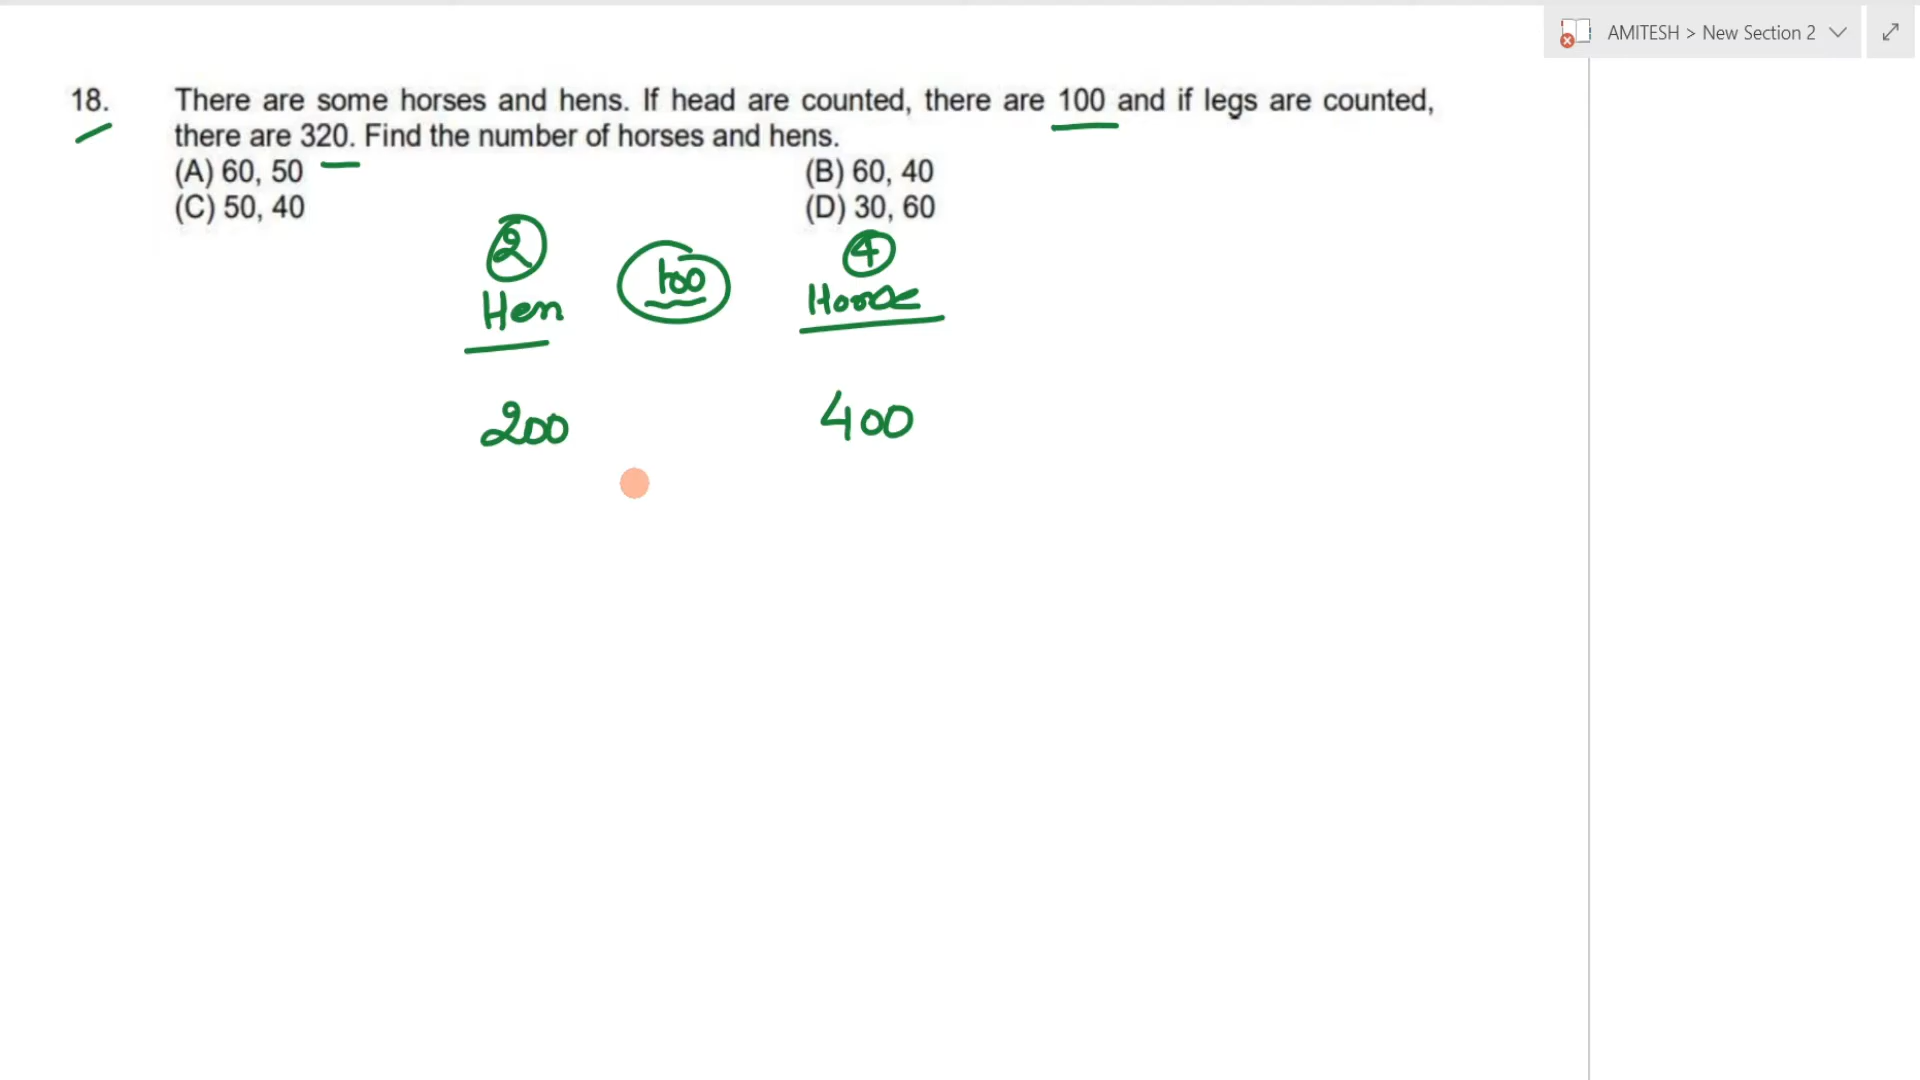 AMITESH > New Section 2
18. There are some horses and hens. If head are counted, there are 100 and if legs are counted,
there are 320. Find the number of horses and hens.
(A) 60, 50 (B) 60, 40
(C) 50, 40 (D) 30, 60
2 100 4
Hen Horse
200 400